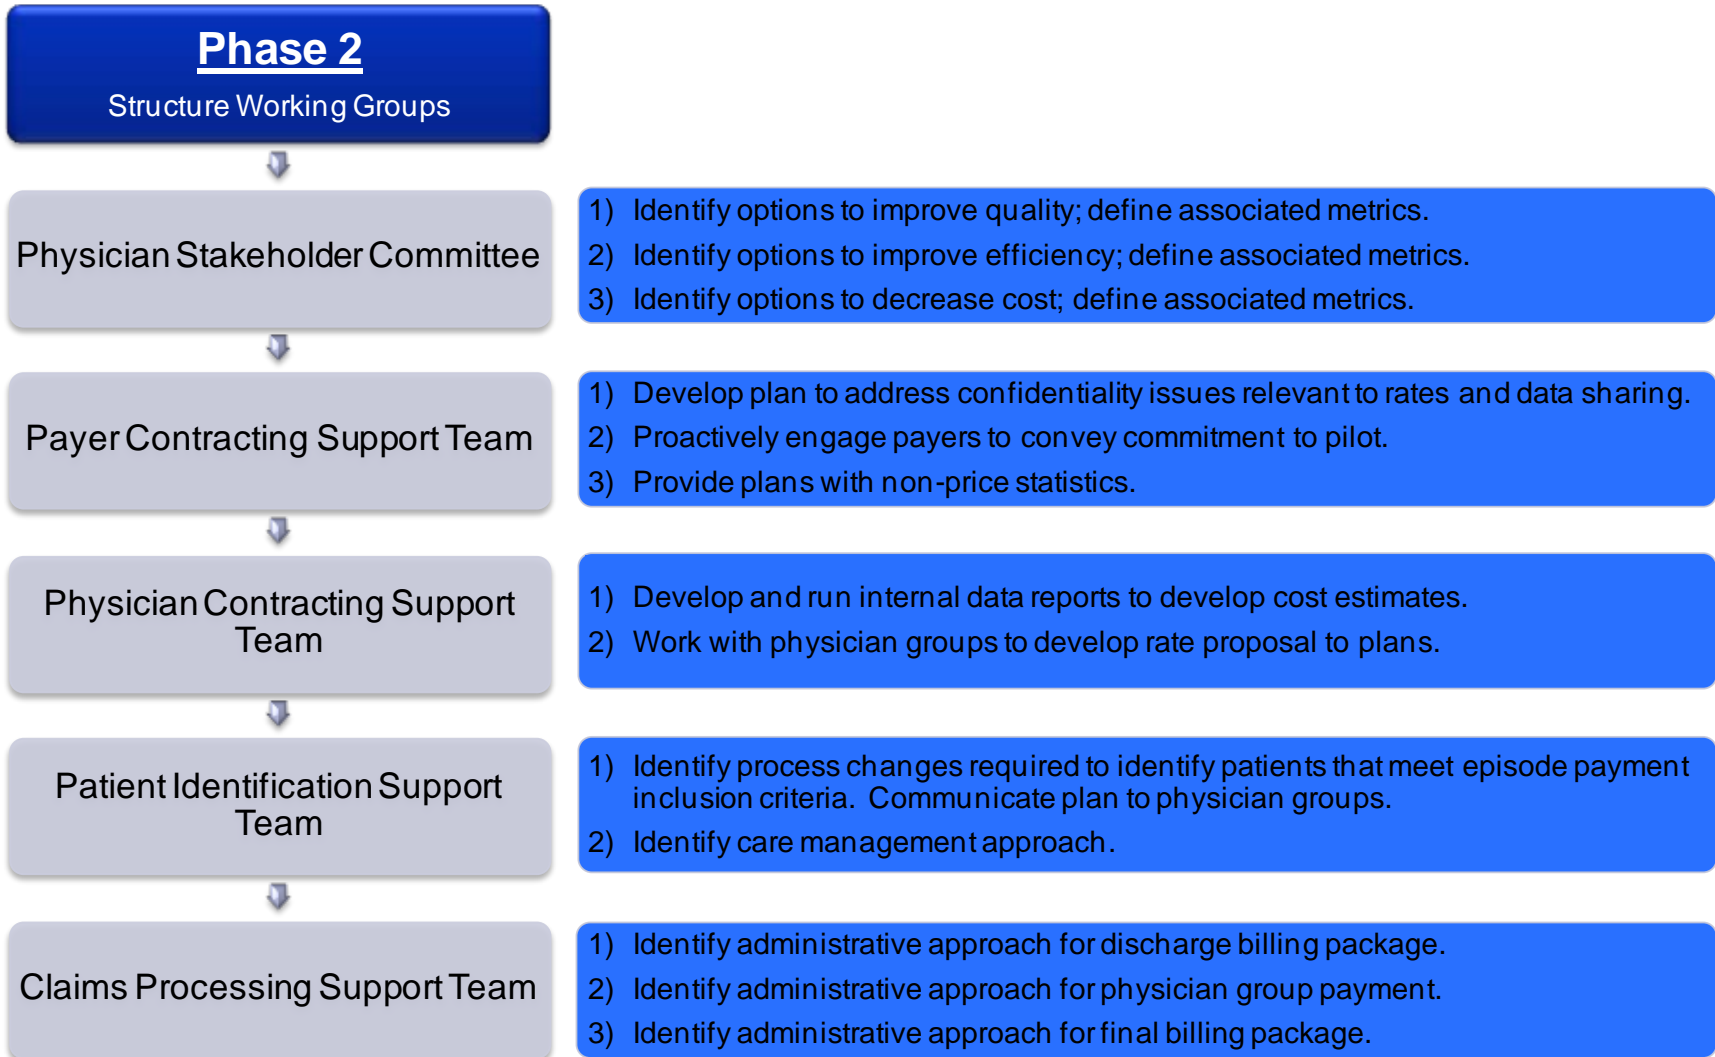 Phase 2
Structure Working Groups
Physician Stakeholder Committee
1) Identify options to improve quality; define associated metrics.
2) Identify options to improve efficiency; define associated metrics.
3) Identify options to decrease cost; define associated metrics.
Payer Contracting Support Team
1) Develop plan to address confidentiality issues relevant to rates and data sharing.
2) Proactively engage payers to convey commitment to pilot.
3) Provide plans with non-price statistics.
Physician Contracting Support
Team
1) Develop and run internal data reports to develop cost estimates.
2) Work with physician groups to develop rate proposal to plans.
Patient Identification Support
Team
1) Identify process changes required to identify patients that meet episode payment
inclusion criteria. Communicate plan to physician groups.
2) Identify care management approach.
Claims Processing Support Team
1) Identify administrative approach for discharge billing package.
2) Identify administrative approach for physician group payment.
3) Identify administrative approach for final billing package.